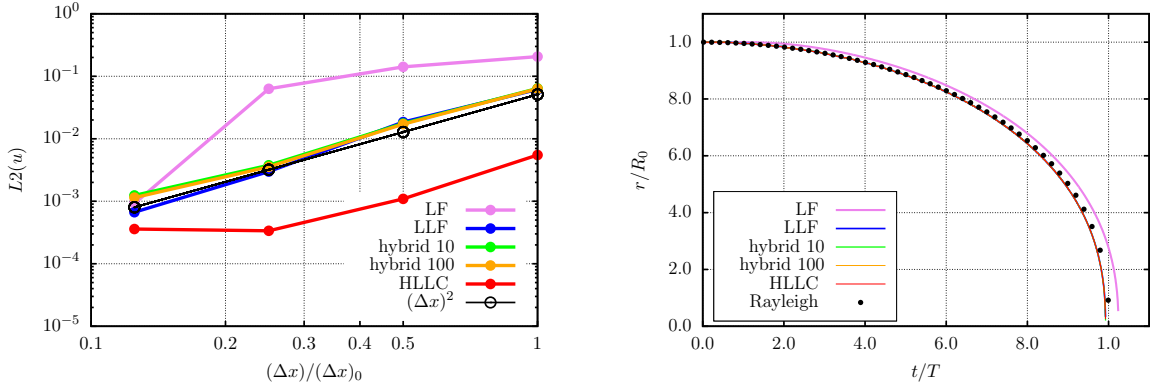 10^0
10^{-1}
10^{-2}
10^{-3}
10^{-4}
10^{-5}
L2(u)
0.1
0.2
0.3
0.4
0.5
1
(Δx)/(Δx)_0
LF
LLF
hybrid 10
hybrid 100
HLLC
(Δx)^2
1.0
8.0
6.0
4.0
2.0
0.0
r/R_0
0.0
2.0
4.0
6.0
8.0
1.0
t/T
LF
LLF
hybrid 10
hybrid 100
HLLC
Rayleigh